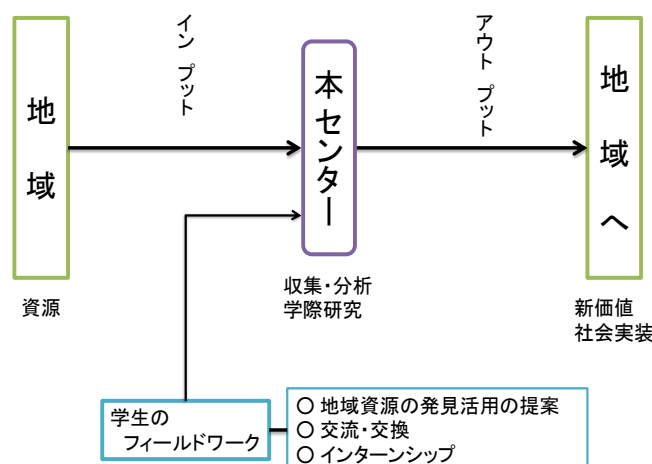 地域
資源
イン プット
本センター
収集・分析
学際研究
アウト プット
地域へ
新価値
社会実装
学生の
フィールドワーク
○ 地域資源の発見活用の提案
○ 交流・交換
○ インターンシップ